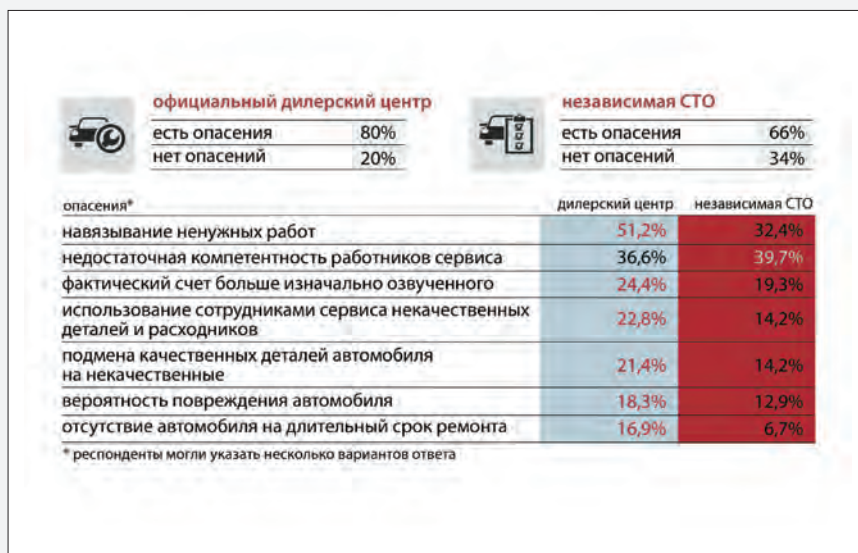 официальный дилерский центр
есть опасения 80%
нет опасений 20%
независимая СТО
есть опасения 66%
нет опасений 34%
опасения* дилерский центр независимая СТО
навязывание ненужных работ 51,2% 32,4%
недостаточная компетентность работников сервиса 36,6% 39,7%
фактический счет больше изначально озвученного 24,4% 19,3%
использование сотрудниками сервиса некачественных
деталей и расходников 22,8% 14,2%
подмена качественных деталей автомобиля
на некачественные 21,4% 14,2%
вероятность повреждения автомобиля 18,3% 12,9%
отсутствие автомобиля на длительный срок ремонта 16,9% 6,7%
* респонденты могли указать несколько вариантов ответа